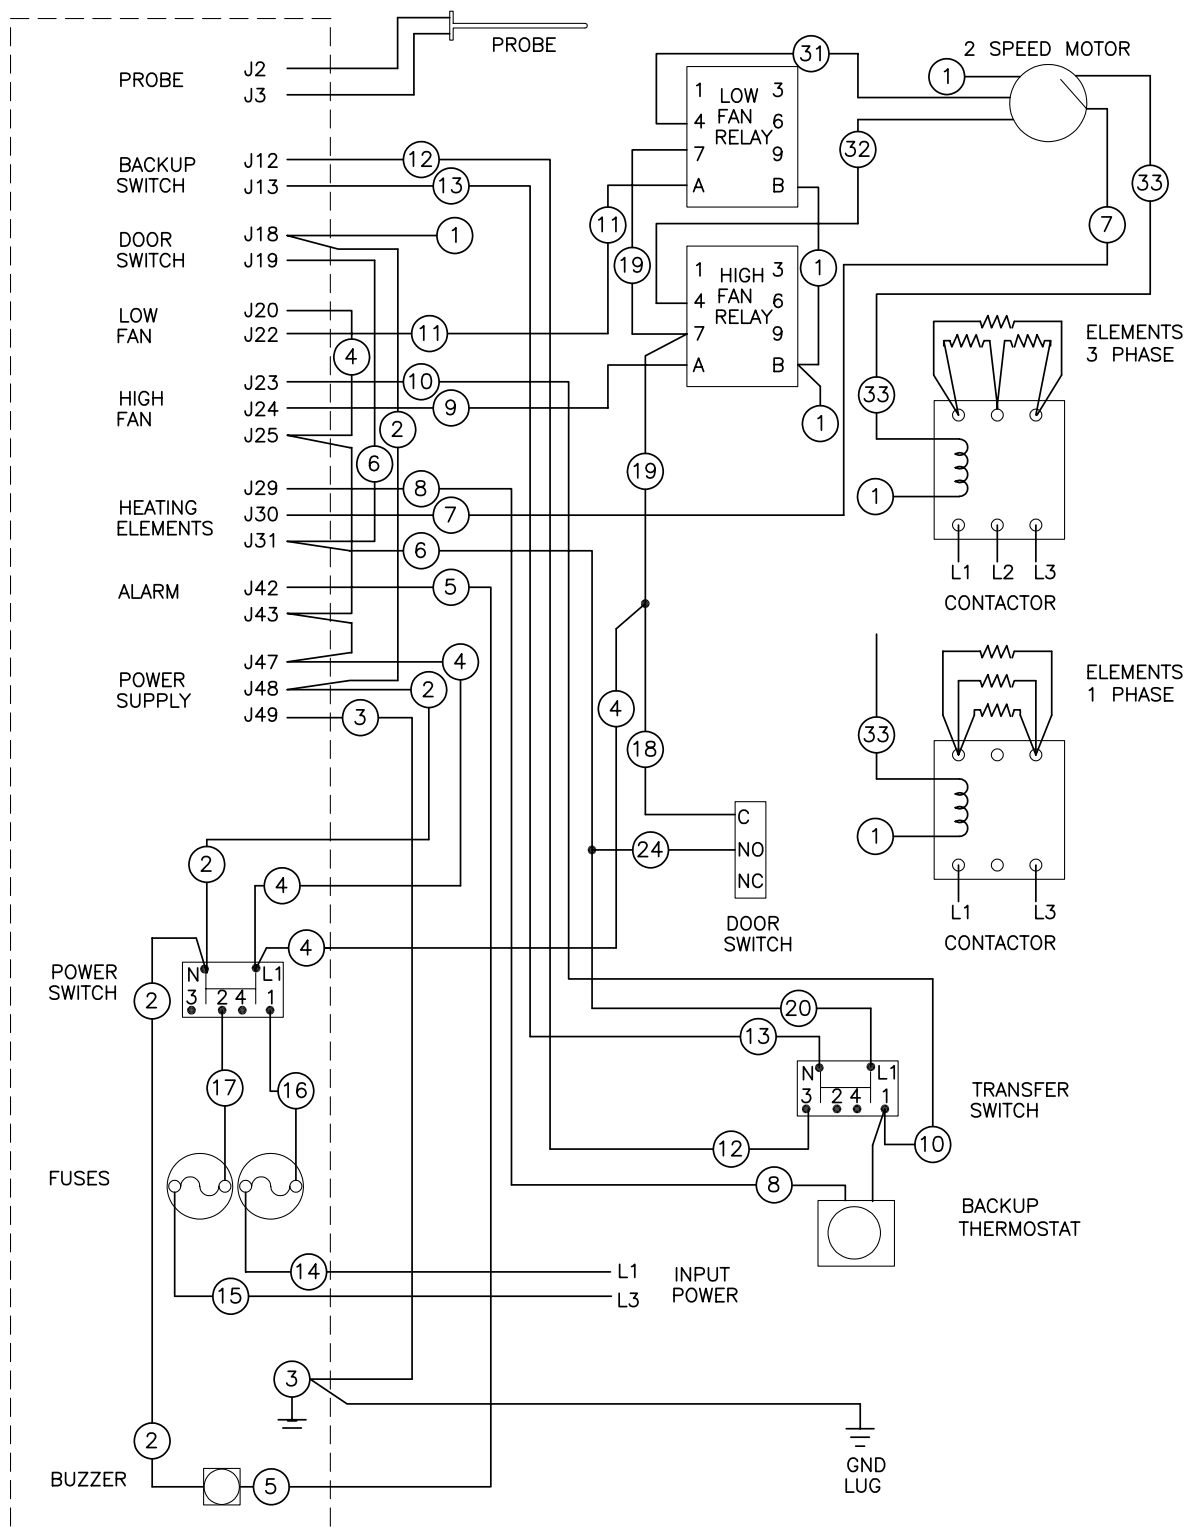 PROBE
2 SPEED MOTOR
PROBE
J2
J3
31
1
33
7
32
1 LOW 3
4 FAN 6
RELAY
7 9
A B
BACKUP
SWITCH
J12
J13
12
13
DOOR
SWITCH
J18
J19
1
11
19
1
1 HIGH 3
4 FAN 6
RELAY
7 9
A B
1
LOW
FAN
J20
J22
11
4
HIGH
FAN
J23
J24
J25
10
9
2
6
19
ELEMENTS
3 PHASE
33
1
L1 L2 L3
CONTACTOR
HEATING
ELEMENTS
J29
J30
J31
8
7
6
ALARM
J42
J43
5
POWER
SUPPLY
J47
J48
J49
4
2
3
4
18
ELEMENTS
1 PHASE
33
1
L1 L3
CONTACTOR
C
NO
NC
24
DOOR
SWITCH
2
4
4
POWER
SWITCH
N L1
3 2 4 1
2
17
16
20
13
N L1
3 2 4 1
TRANSFER
SWITCH
12
10
8
BACKUP
THERMOSTAT
FUSES
14
15
L1
L3
INPUT
POWER
3
GND
LUG
2
BUZZER
5